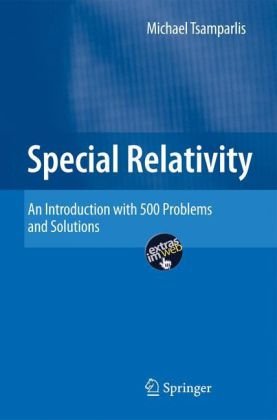 Michael Tsamparlis
Special Relativity
An Introduction with 500 Problems
and Solutions
extras
im web
Springer